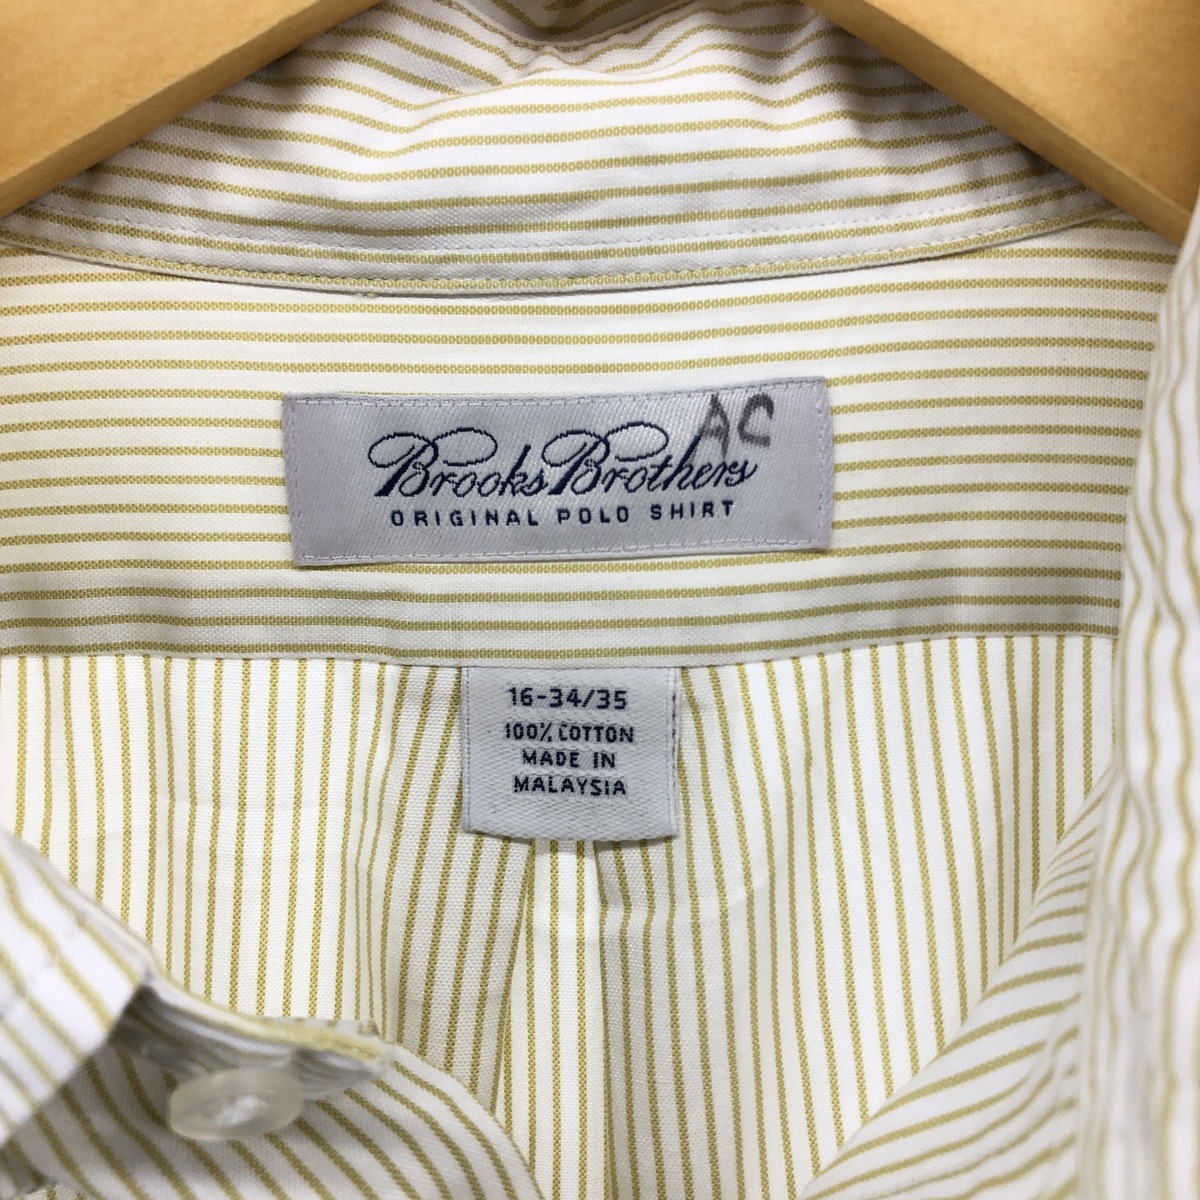 AC
Brooks Brothers
ORIGINAL POLO SHIRT
16-34/35
100% COTTON
MADE IN
MALAYSIA